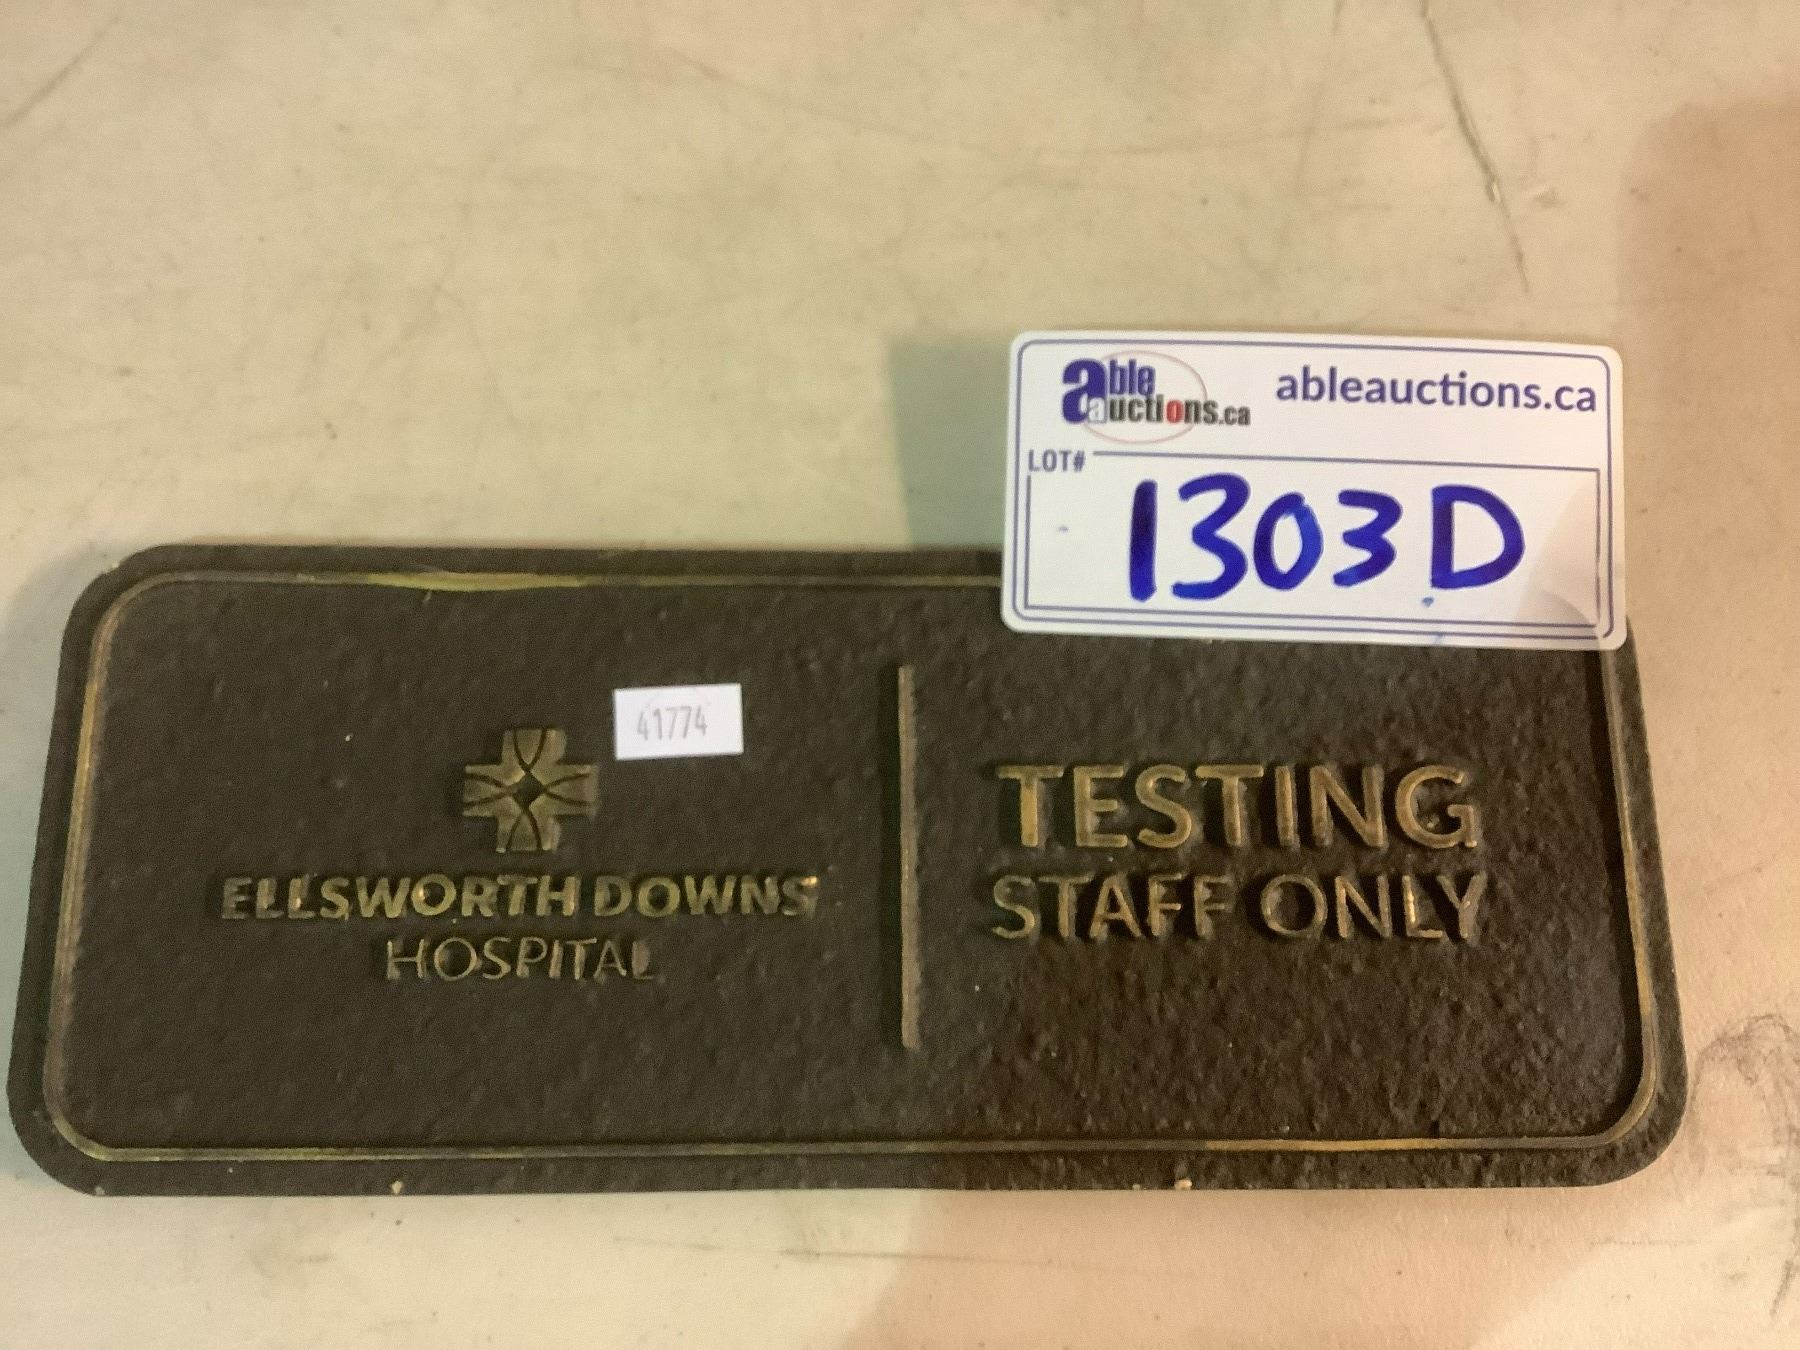 able auctions.ca
ableauctions.ca
LOT#
1303D
41774
ELLSWORTH DOWNS
HOSPITAL
TESTING
STAFF ONLY